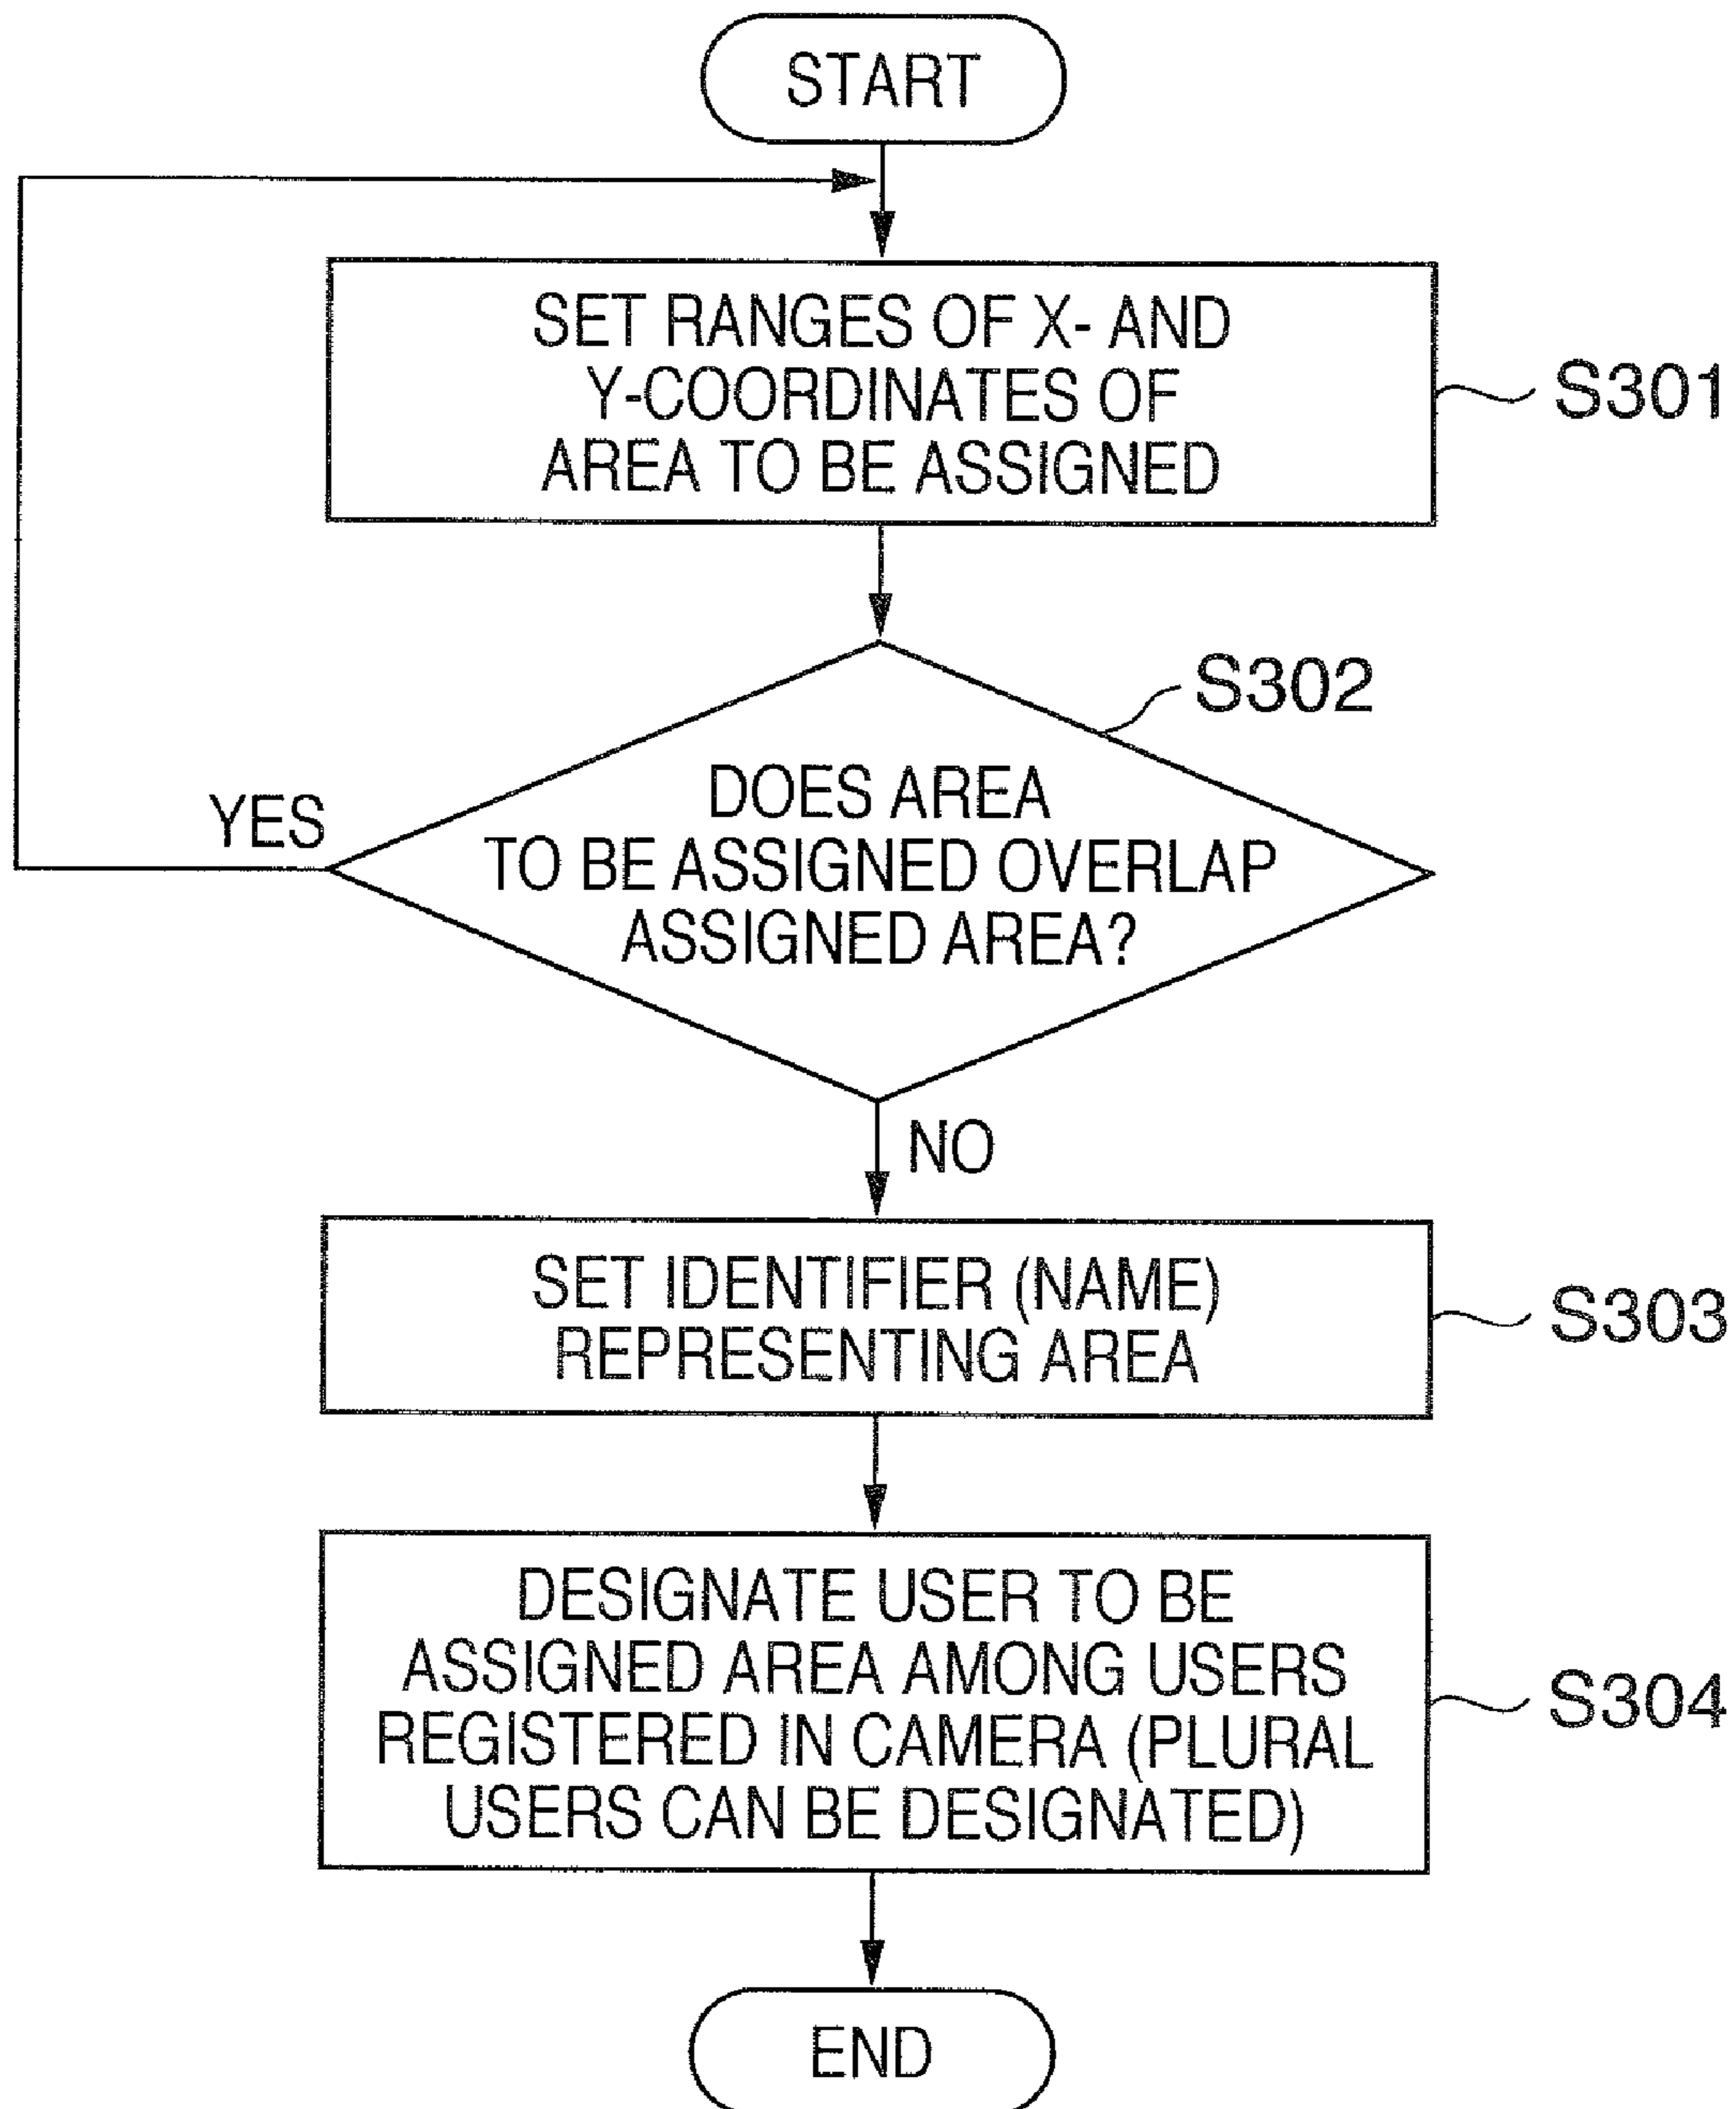 START
SET RANGES OF X- AND
Y-COORDINATES OF
AREA TO BE ASSIGNED
S301
S302
DOES AREA
TO BE ASSIGNED OVERLAP
ASSIGNED AREA?
YES
NO
SET IDENTIFIER (NAME)
REPRESENTING AREA
S303
DESIGNATE USER TO BE
ASSIGNED AREA AMONG USERS
REGISTERED IN CAMERA (PLURAL
USERS CAN BE DESIGNATED)
S304
END